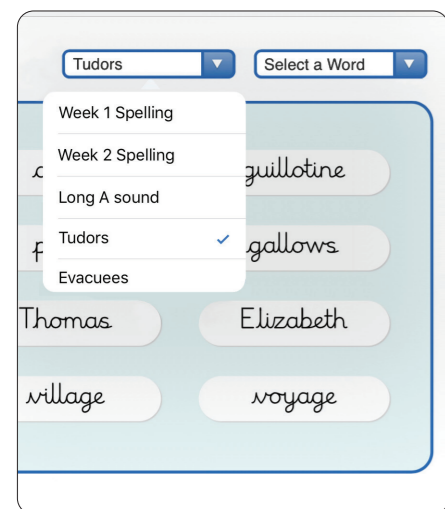 Tudors Select a Word
Week 1 Spelling
Week 2 Spelling
guillotine
Long A sound
Tudors
gallows
Evacuees
Thomas Elizabeth
village voyage